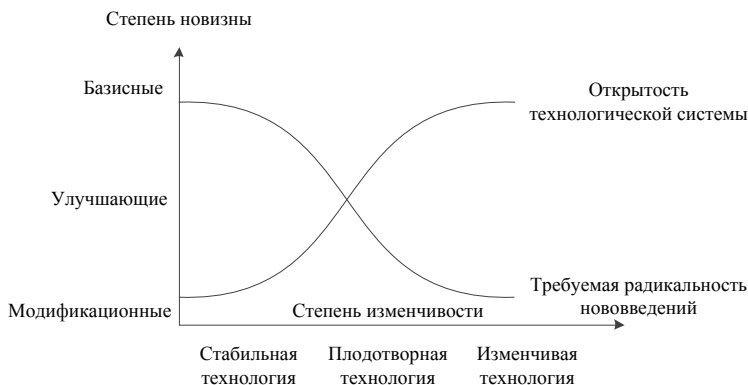 Степень новизны
Базисные
Улучшающие
Модификационные
Открытость
технологической системы
Требуемая радикальность
нововведений
Степень изменчивости
Стабильная
технология
Плодотворная
технология
Изменчивая
технология